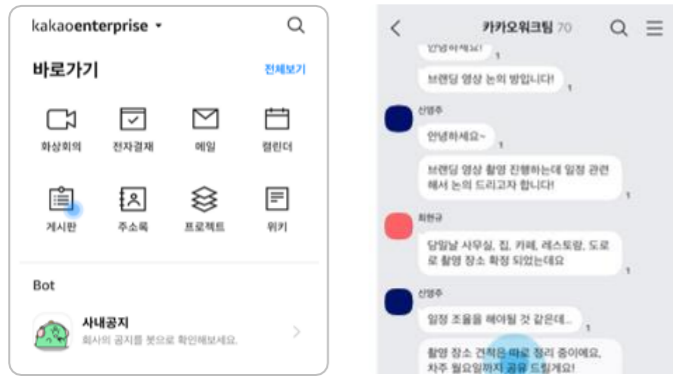 kakaoenterprise
바로가기
전체보기
화상회의
전자결재
메일
캘린더
게시판
주소록
프로젝트
위키
Bot
사내공지
회사의 공지를 봇으로 확인해보세요.
카카오워크팀 70
안녕하세요!
1
브랜딩 영상 논의 방입니다!
1
신영주
안녕하세요~
1
브랜딩 영상 촬영 진행하는데 일정 관련
해서 논의 드리고자 합니다!
1
최현규
당일날 사무실, 집, 카페, 레스토랑, 도로
로 촬영 장소 확정 되었는데요
1
신영주
일정 조율을 해야될 것 같은데..
1
촬영 장소 견적은 따로 정리 중이에요,
차주 월요일까지 공유 드릴게요!